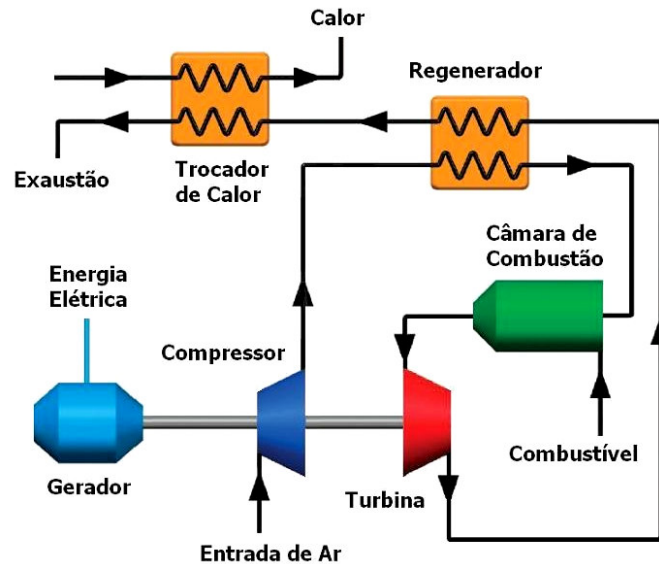 Calor
Regenerador
Exaustão
Trocador
de Calor
Câmara de
Combustão
Energia
Elétrica
Compressor
Gerador
Turbina
Combustível
Entrada de Ar